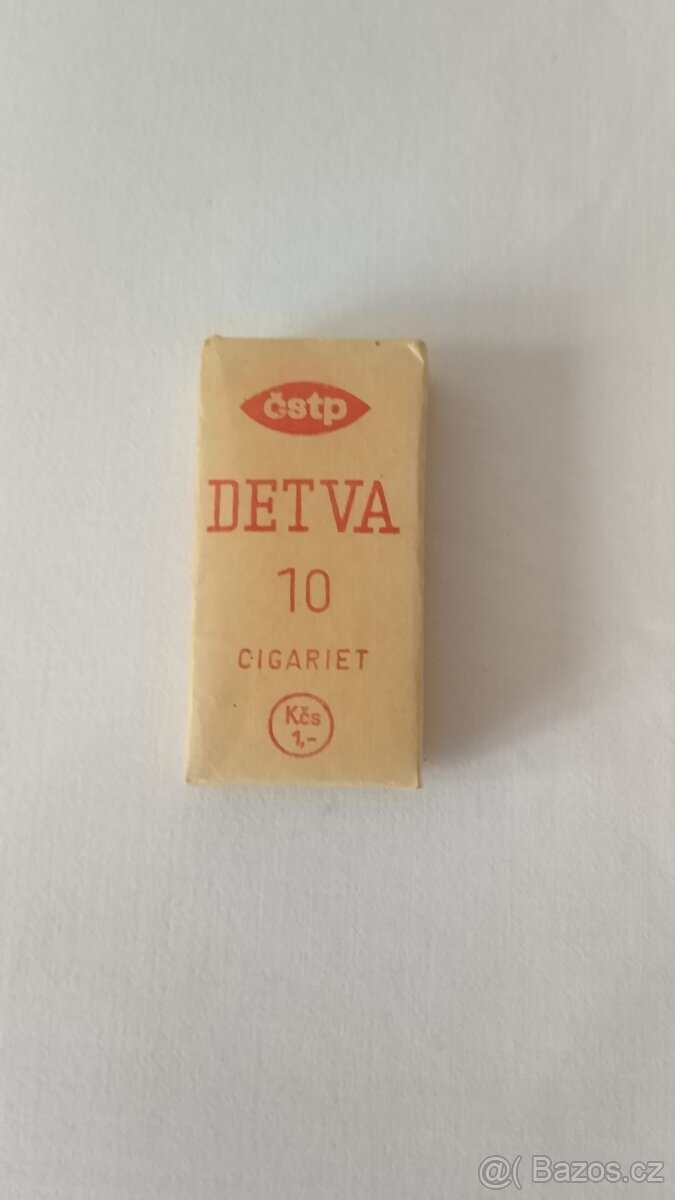 čstp
DETVA
10
CIGARIET
Kčs
1,-
@( Bazos.cz